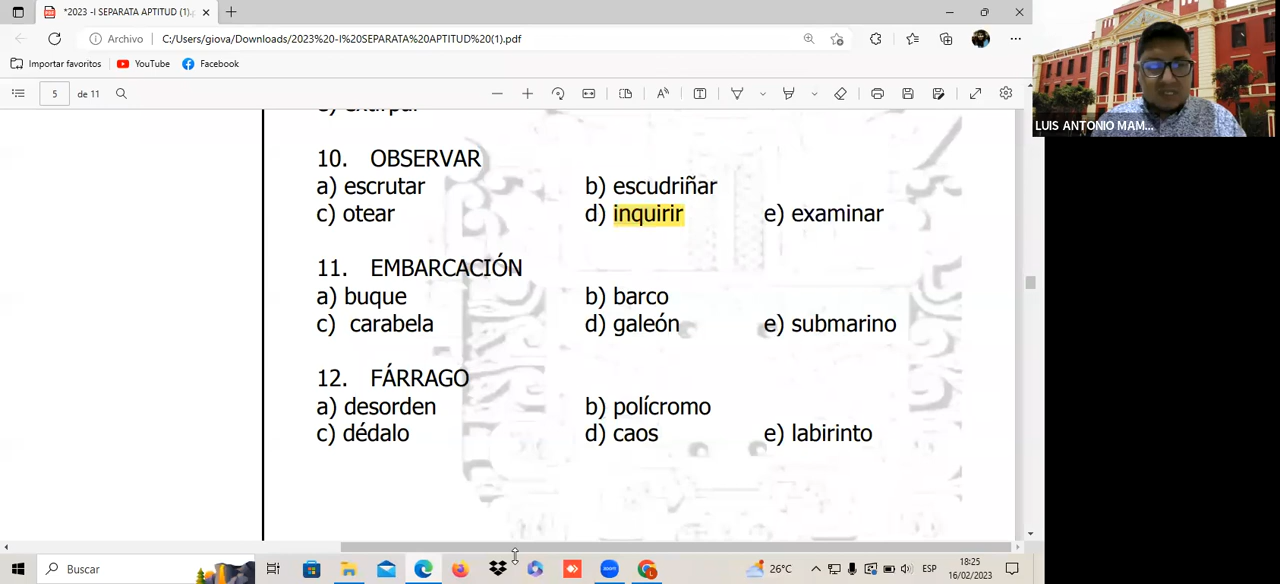 *2023 -I SEPARATA APTITUD (1).p
Archivo C:/Users/giova/Downloads/2023%20-I%20SEPARATA%20APTITUD%20(1).pdf
Importar favoritos YouTube Facebook
5 de 11
LUIS ANTONIO MAM...
10. OBSERVAR
a) escrutar b) escudriñar
c) otear d) inquirir e) examinar
11. EMBARCACIÓN
a) buque b) barco
c) carabela d) galeón e) submarino
12. FÁRRAGO
a) desorden b) polícromo
c) dédalo d) caos e) labirinto
Buscar zoom 26°C ESP 18:25
16/02/2023